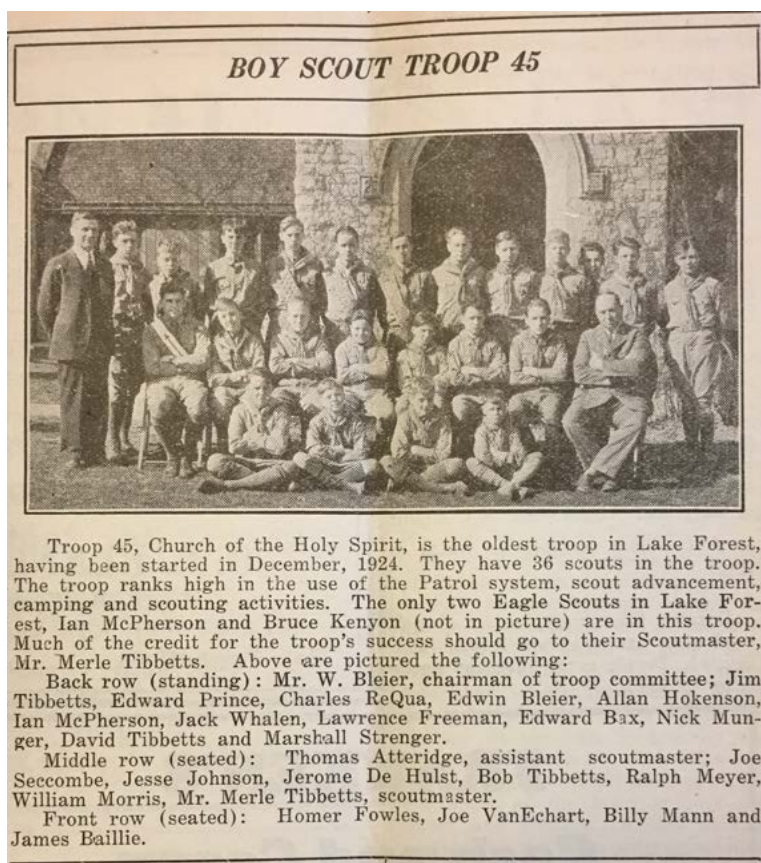 BOY SCOUT TROOP 45
Troop 45, Church of the Holy Spirit, is the oldest troop in Lake Forest,
having been started in December, 1924. They have 36 scouts in the troop.
The troop ranks high in the use of the Patrol system, scout advancement,
camping and scouting activities. The only two Eagle Scouts in Lake For-
est, Ian McPherson and Bruce Kenyon (not in picture) are in this troop.
Much of the credit for the troop's success should go to their Scoutmaster,
Mr. Merle Tibbetts. Above are pictured the following:
Back row (standing): Mr. W. Bleier, chairman of troop committee; Jim
Tibbetts, Edward Prince, Charles ReQua, Edwin Bleier, Allan Hokenson,
Ian McPherson, Jack Whalen, Lawrence Freeman, Edward Bax, Nick Mun-
ger, David Tibbetts and Marshall Strenger.
Middle row (seated): Thomas Atteridge, assistant scoutmaster; Joe
Seccombe, Jesse Johnson, Jerome De Hulst, Bob Tibbetts, Ralph Meyer,
William Morris, Mr. Merle Tibbetts, scoutmaster.
Front row (seated): Homer Fowles, Joe VanEchart, Billy Mann and
James Baillie.